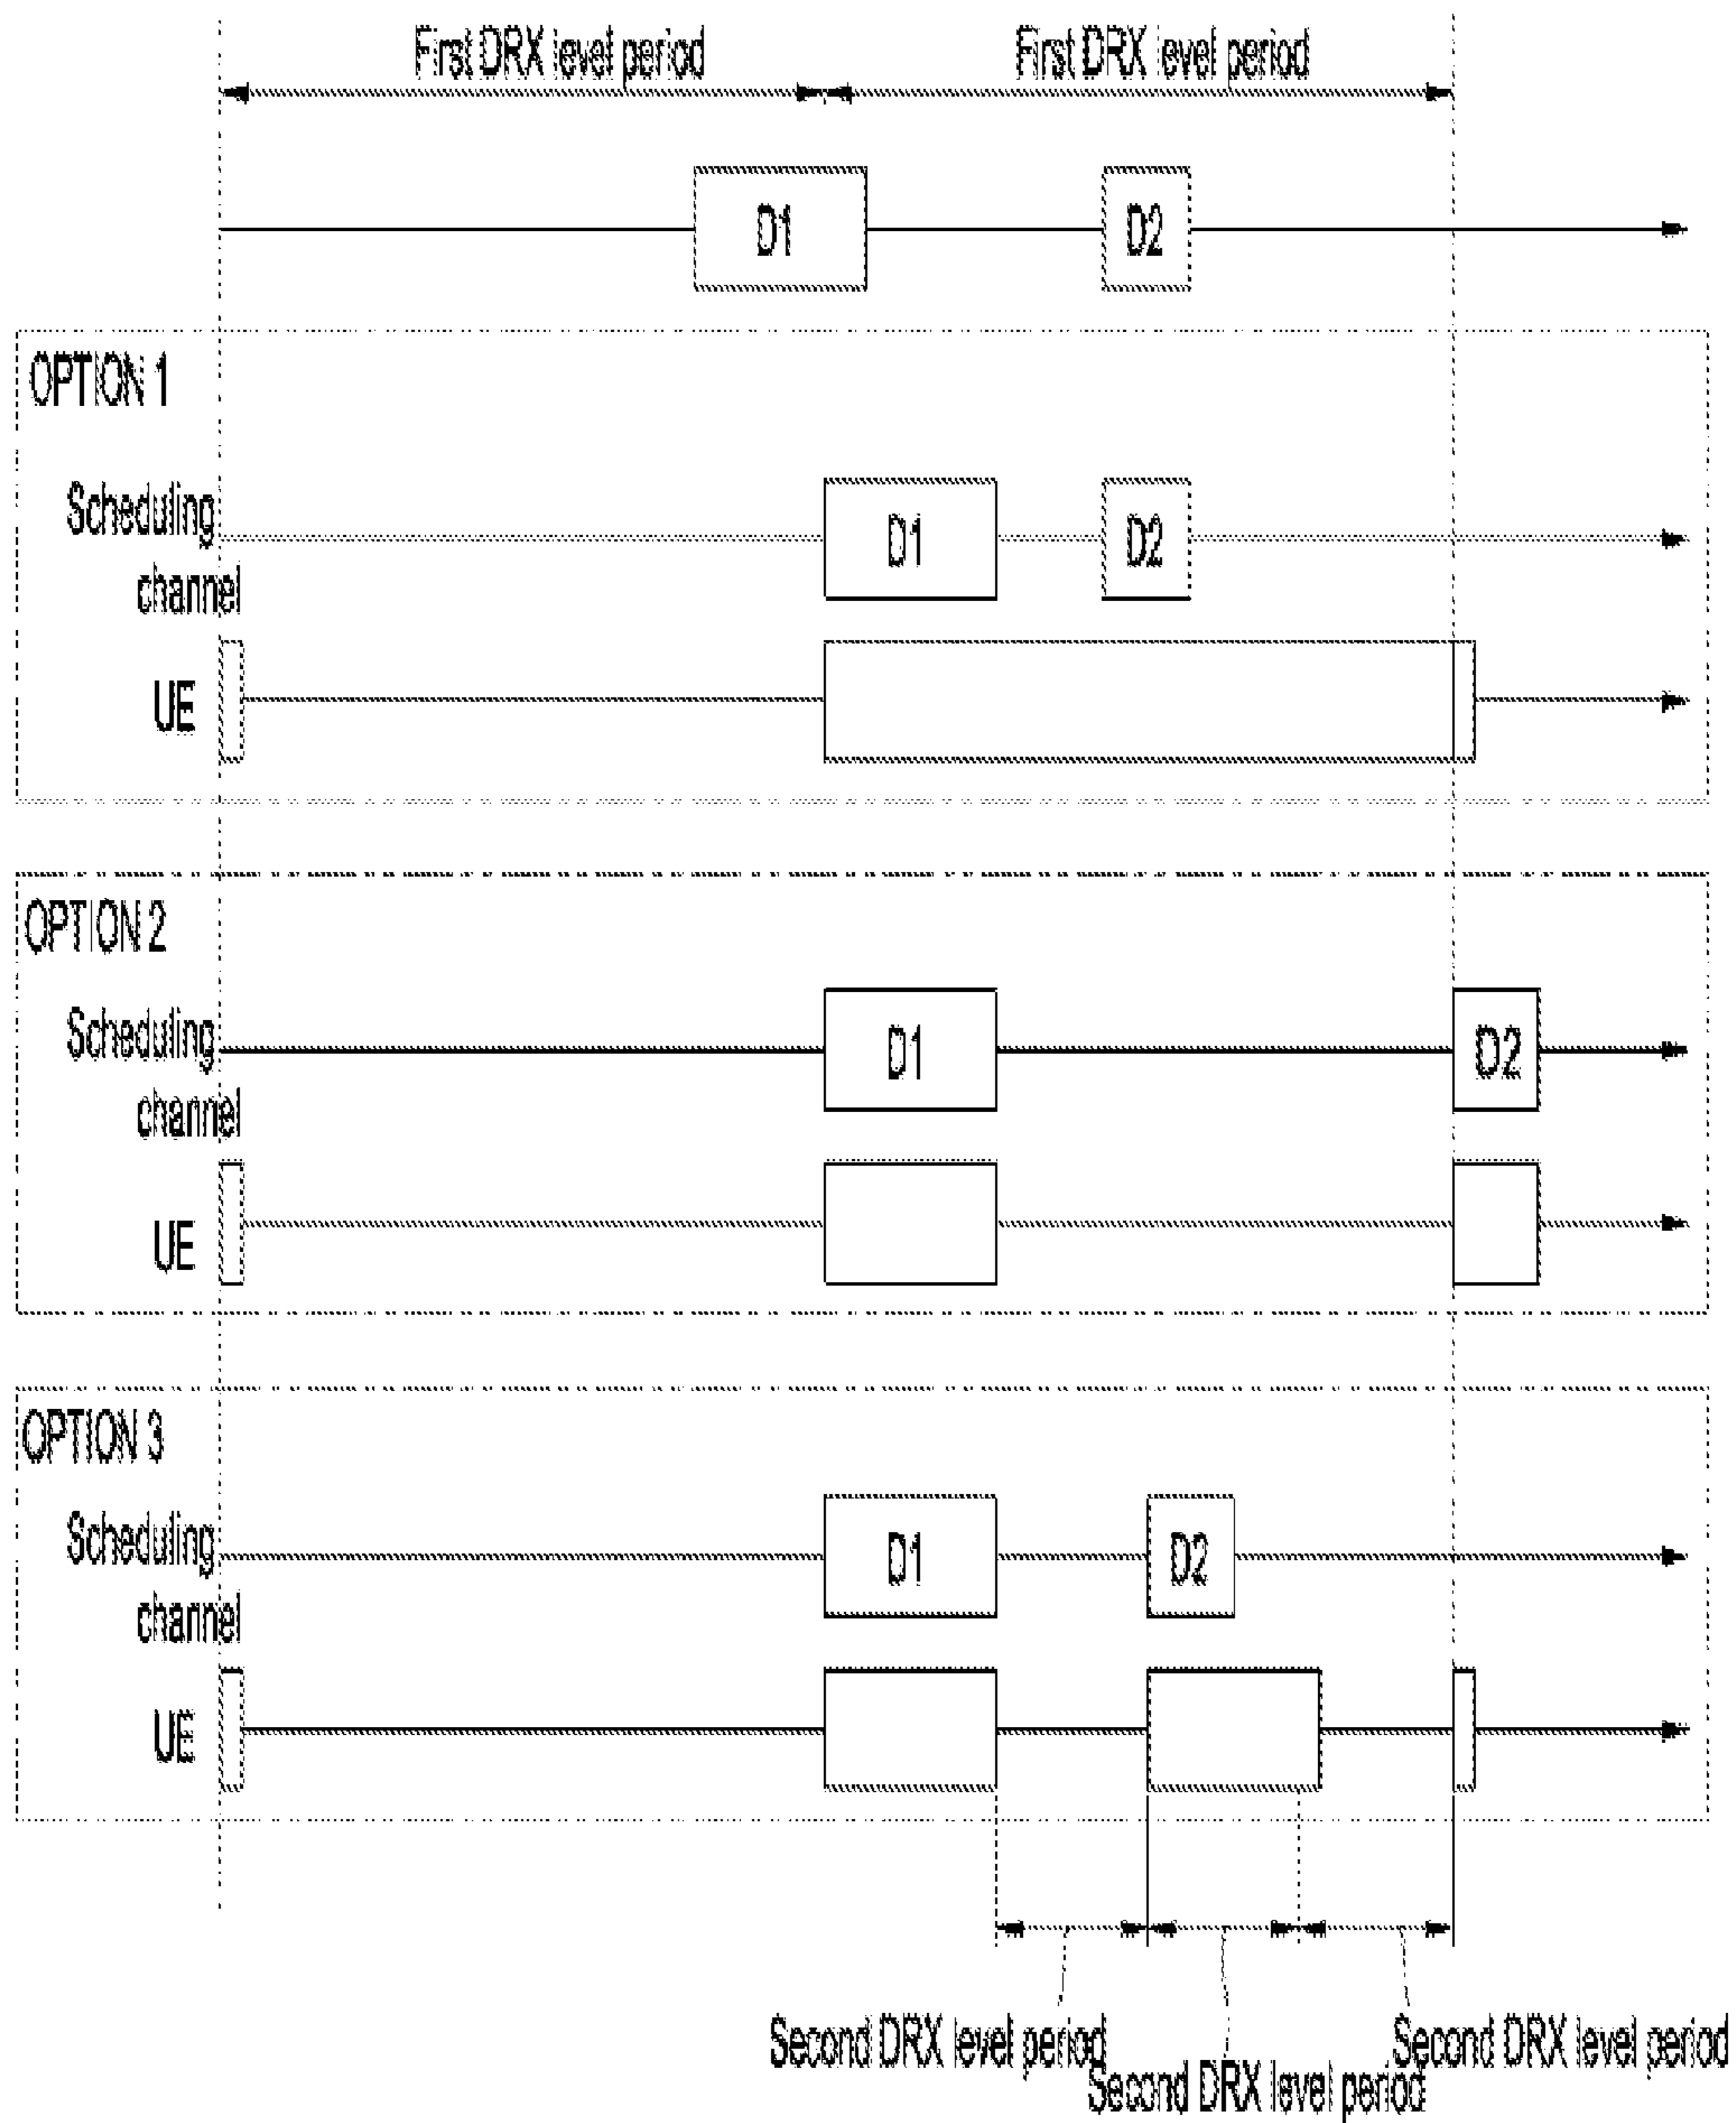 First DRX level period
First DRX level period
D1
D2
OPTION 1
Scheduling
channel
D1
D2
UE
OPTION 2
Scheduling
channel
D1
D2
UE
OPTION 3
Scheduling
channel
D1
D2
UE
Second DRX level period
Second DRX level period
Second DRX level period